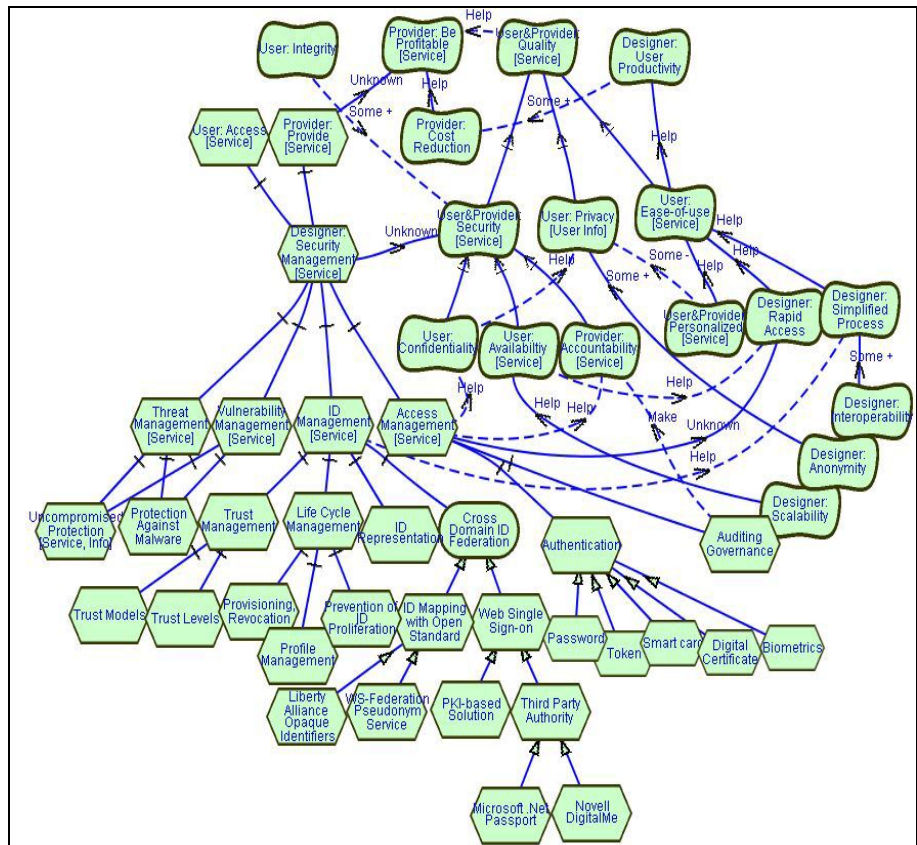 User: Integrity
Provider: Be
Profitable
[Service]
Help
User&Provider:
Quality
[Service]
Designer:
User
Productivity
Unknown
Help
Some +
Some +
Help
User: Access
[Service]
Provider:
Provide
[Service]
Provider:
Cost
Reduction
Designer:
Security
Management
[Service]
Unknown
User&Provider:
Security
[Service]
User: Privacy
[User Info]
User:
Ease-of-use
[Service]
Help
Help
Some -
Help
Some +
Help
User:
Confidentiality
User:
Availabiltiy
[Service]
Provider:
Accountability
[Service]
User&Provider:
Personalized
[Service]
Designer:
Rapid
Access
Designer:
Simplified
Process
Some +
Help
Help
Help
Help
Make
Unknown
Help
Designer:
Interoperability
Designer:
Anonymity
Designer:
Scalability
Threat
Management
[Service]
Vulnerability
Management
[Service]
ID
Management
[Service]
Access
Management
[Service]
Uncompromised
Protection
[Service, Info]
Protection
Against
Malware
Trust
Management
Life Cycle
Management
ID
Representation
Cross
Domain ID
Federation
Authentication
Auditing
Governance
Trust Models
Trust Levels
Provisioning,
Revocation
Profile
Management
Prevention of
ID
Proliferation
ID Mapping
with Open
Standard
Web Single
Sign-on
Password
Token
Smart card
Digital
Certificate
Biometrics
Liberty
Alliance
Opaque
Identifiers
WS-Federation
Pseudonym
Service
PKI-based
Solution
Third Party
Authority
Microsoft .Net
Passport
Novell
DigitalMe